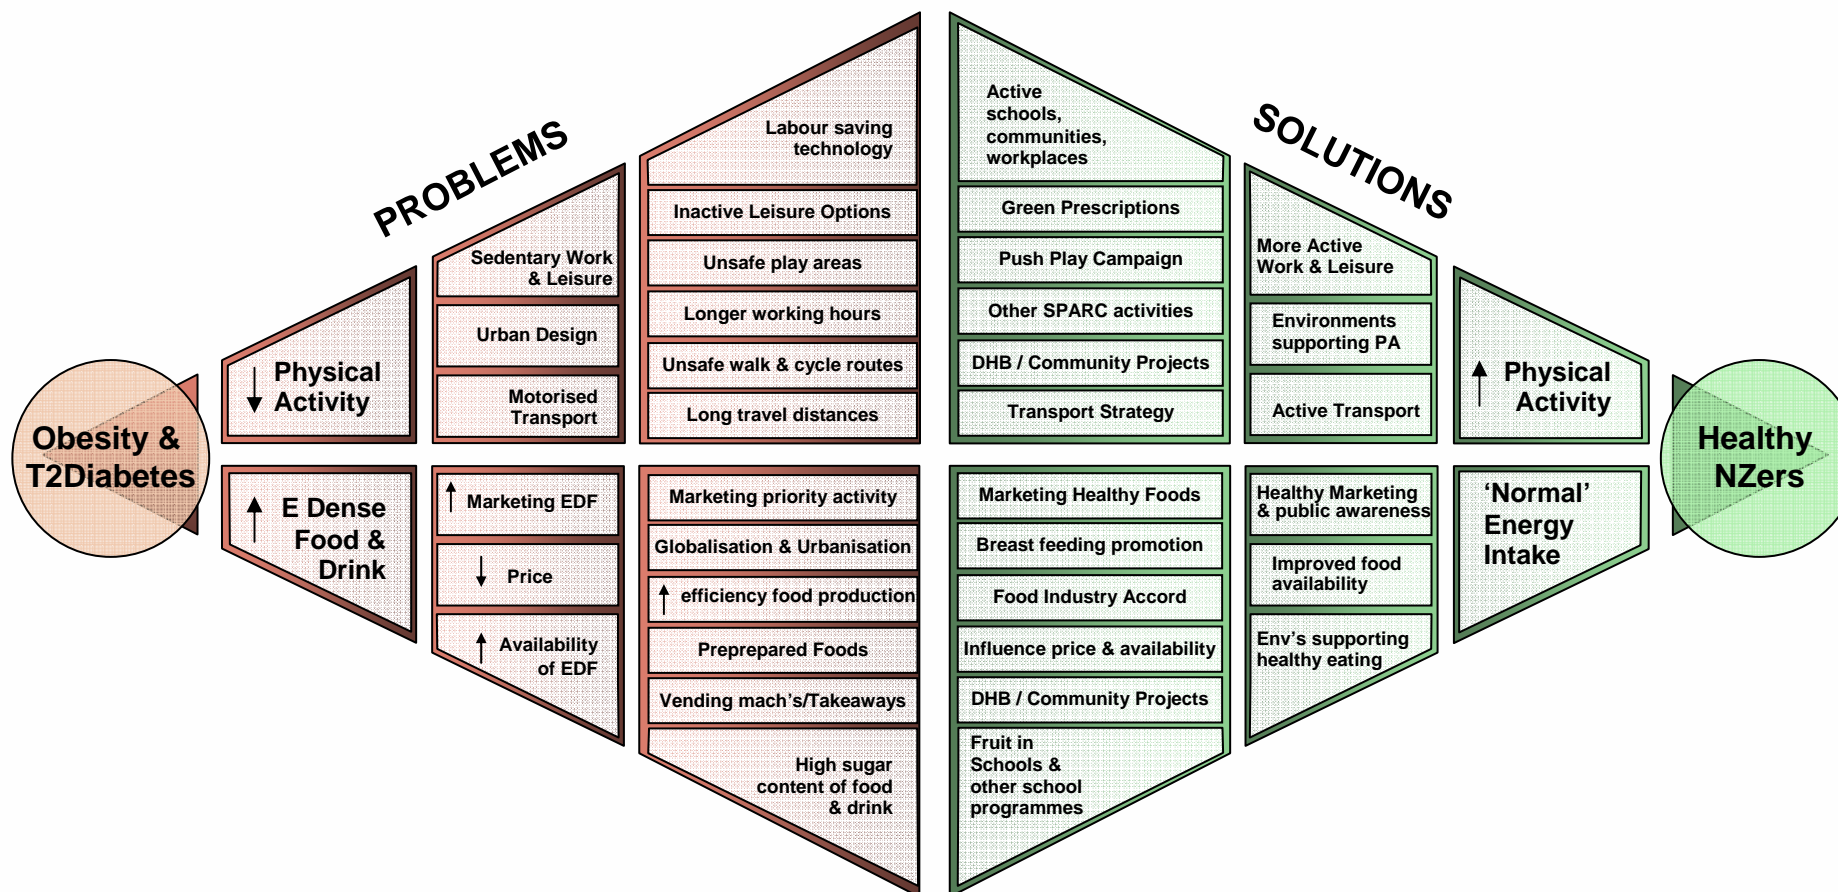 PROBLEMS
SOLUTIONS
Obesity &
T2Diabetes
↓ Physical
Activity
↑ E Dense
Food &
Drink
Sedentary Work
& Leisure
Urban Design
Motorised
Transport
↑ Marketing EDF
↓ Price
↑ Availability
of EDF
Labour saving
technology
Inactive Leisure Options
Unsafe play areas
Longer working hours
Unsafe walk & cycle routes
Long travel distances
Marketing priority activity
Globalisation & Urbanisation
↑ efficiency food production
Preprepared Foods
Vending mach's/Takeaways
High sugar
content of food
& drink
Active
schools,
communities,
workplaces
Green Prescriptions
Push Play Campaign
Other SPARC activities
DHB / Community Projects
Transport Strategy
Marketing Healthy Foods
Breast feeding promotion
Food Industry Accord
Influence price & availability
DHB / Community Projects
Fruit in
Schools &
other school
programmes
More Active
Work & Leisure
Environments
supporting PA
Active Transport
Healthy Marketing
& public awareness
Improved food
availability
Env's supporting
healthy eating
↑ Physical
Activity
'Normal'
Energy
Intake
Healthy
NZers